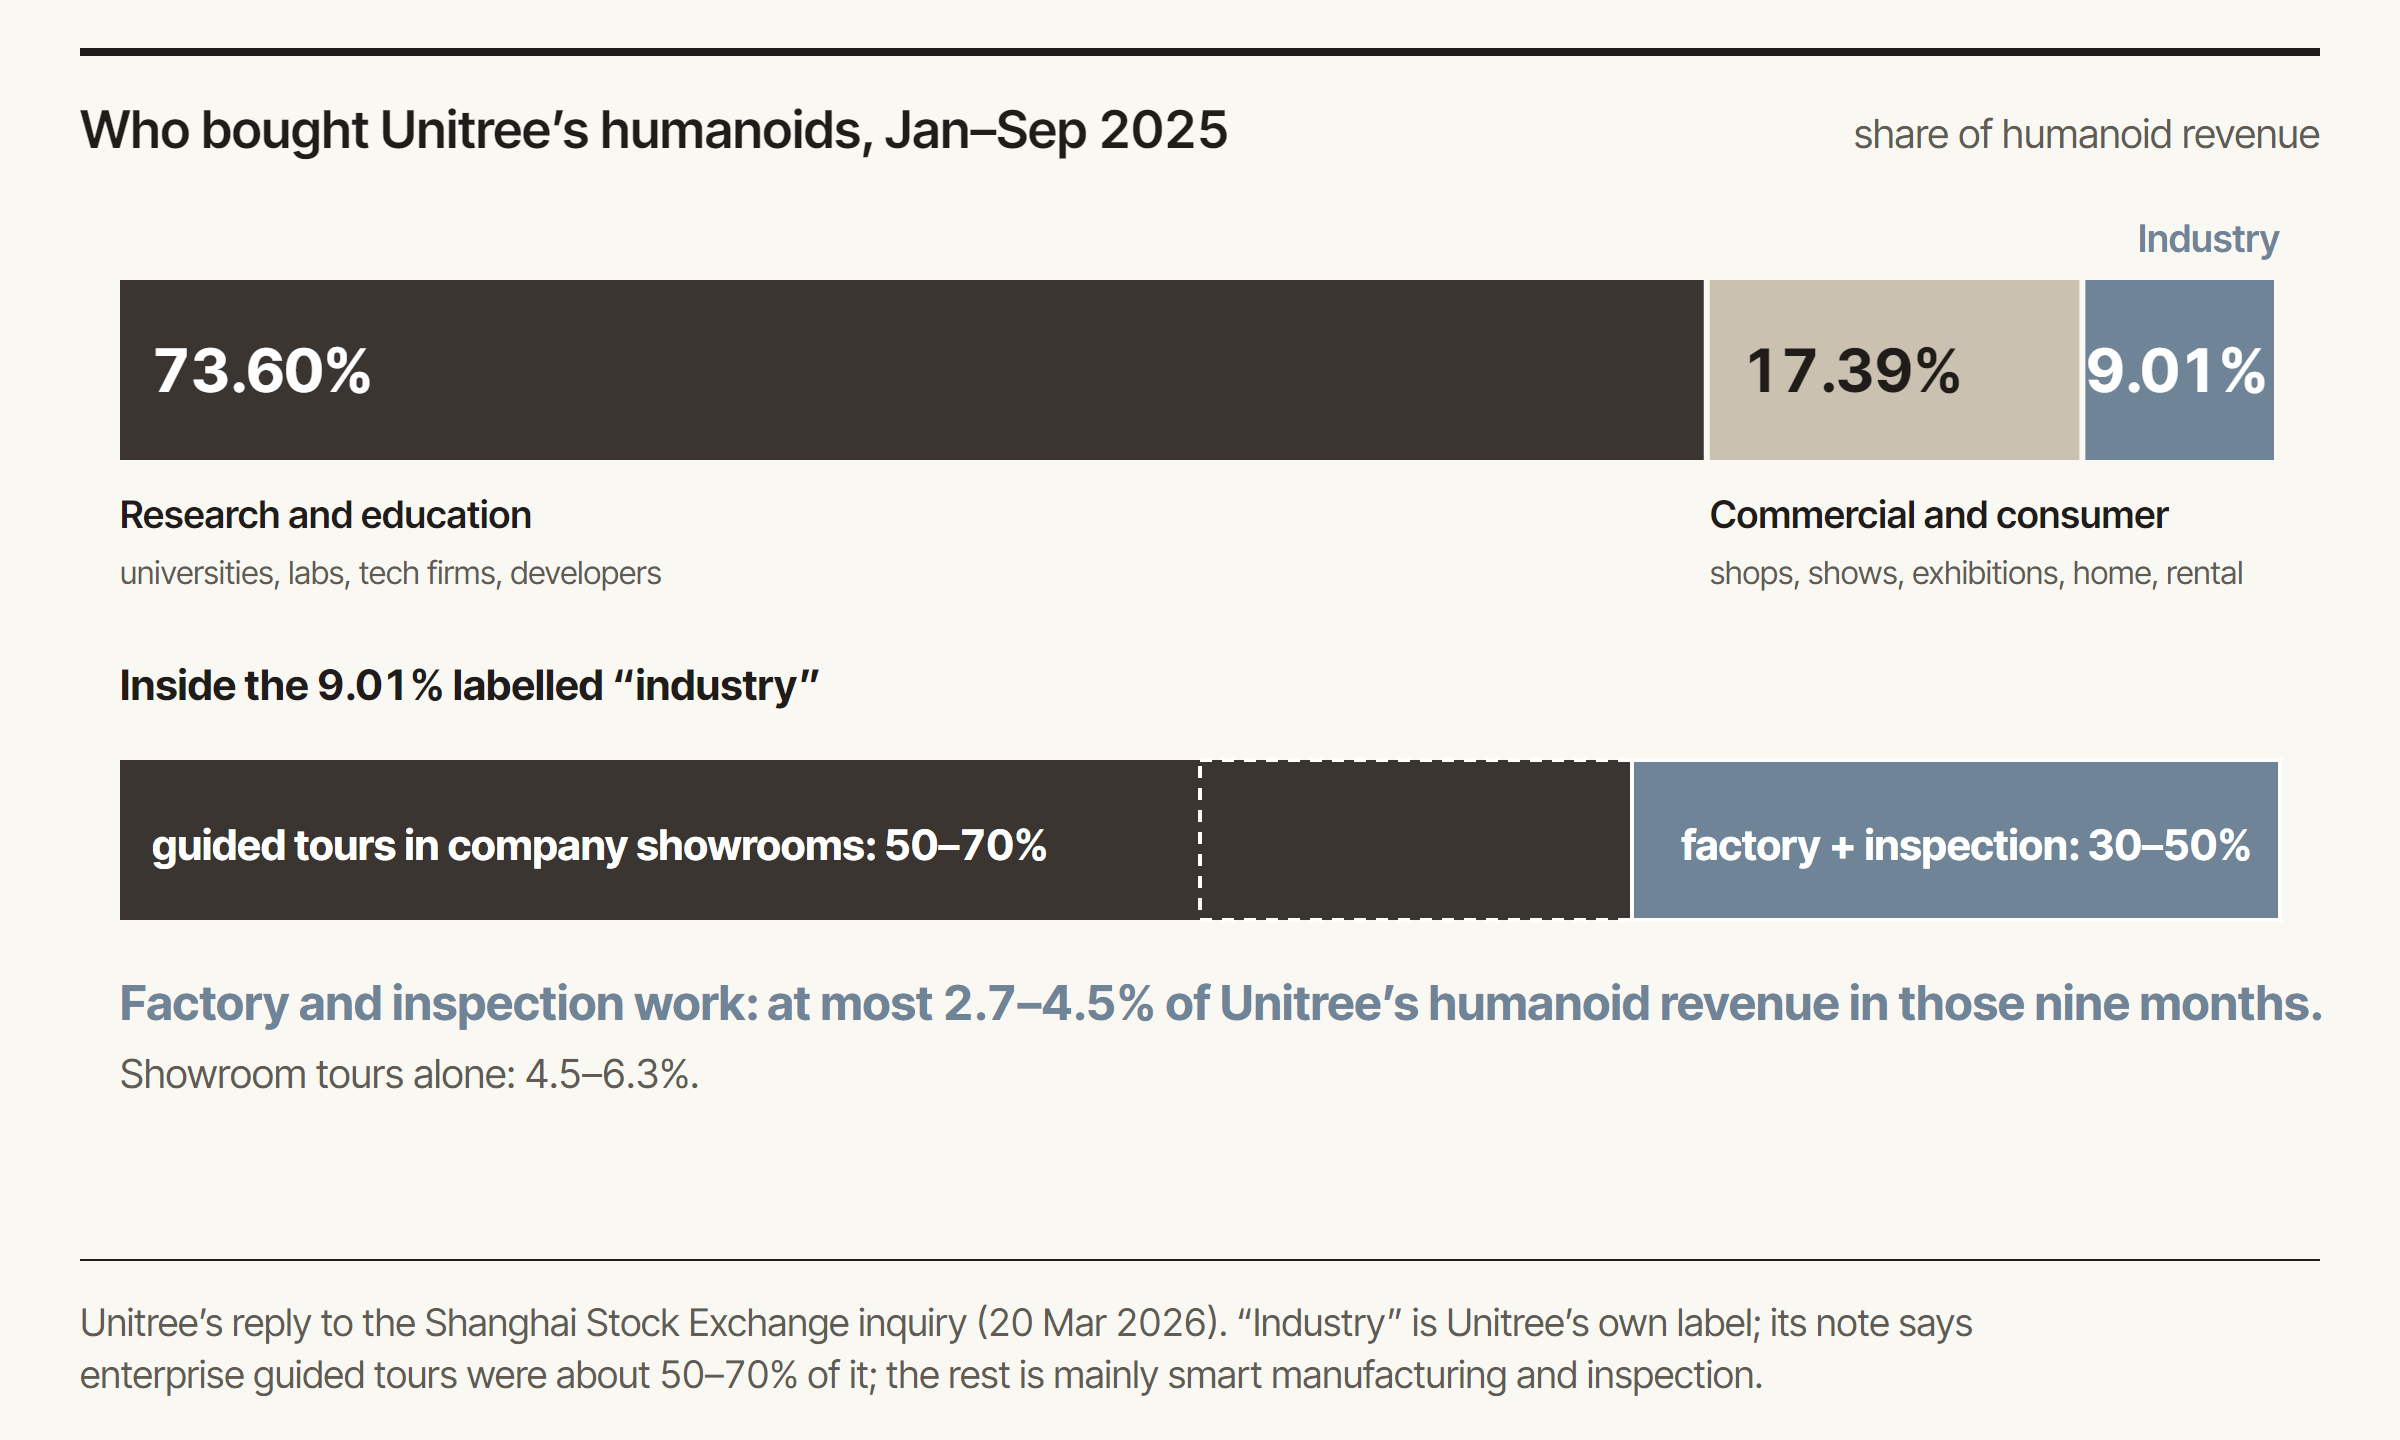 Who bought Unitree’s humanoids, Jan–Sep 2025
share of humanoid revenue
Industry
73.60%
17.39%
9.01%
Research and education
Commercial and consumer
universities, labs, tech firms, developers
shops, shows, exhibitions, home, rental
Inside the 9.01% labelled “industry”
guided tours in company showrooms: 50–70%
factory + inspection: 30–50%
Factory and inspection work: at most 2.7–4.5% of Unitree’s humanoid revenue in those nine months.
Showroom tours alone: 4.5–6.3%.
Unitree’s reply to the Shanghai Stock Exchange inquiry (20 Mar 2026). “Industry” is Unitree’s own label; its note says
enterprise guided tours were about 50–70% of it; the rest is mainly smart manufacturing and inspection.